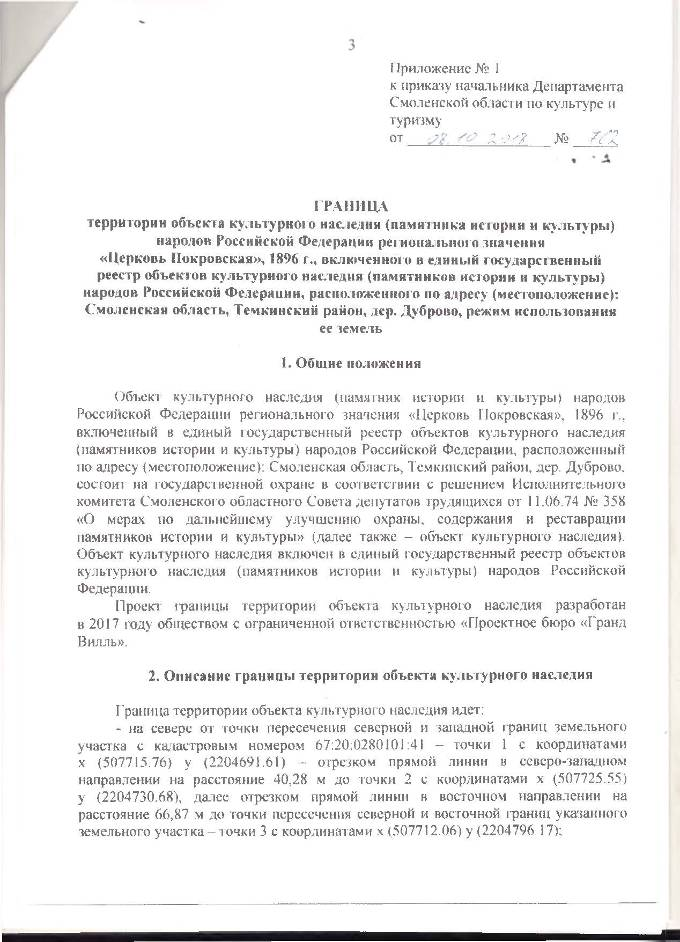 3
Приложение № 1
к приказу начальника Департамента
Смоленской области по культуре и
туризму
от 08.10 2018 № 702
ГРАНИЦА
территории объекта культурного наследия (памятника истории и культуры)
народов Российской Федерации регионального значения
«Церковь Покровская», 1896 г., включенного в единый государственный
реестр объектов культурного наследия (памятников истории и культуры)
народов Российской Федерации, расположенного по адресу (местоположение):
Смоленская область, Темкинский район, дер. Дуброво, режим использования
ее земель
1. Общие положения
Объект культурного наследия (памятник истории и культуры) народов
Российской Федерации регионального значения «Церковь Покровская», 1896 г.,
включенный в единый государственный реестр объектов культурного наследия
(памятников истории и культуры) народов Российской Федерации, расположенный
по адресу (местоположение): Смоленская область, Темкинский район, дер. Дуброво,
состоит на государственной охране в соответствии с решением Исполнительного
комитета Смоленского областного Совета депутатов трудящихся от 11.06.74 № 358
«О мерах по дальнейшему улучшению охраны, содержания и реставрации
памятников истории и культуры» (далее также – объект культурного наследия).
Объект культурного наследия включен в единый государственный реестр объектов
культурного наследия (памятников истории и культуры) народов Российской
Федерации.
Проект границы территории объекта культурного наследия разработан
в 2017 году обществом с ограниченной ответственностью «Проектное бюро «Гранд
Вилль».
2. Описание границы территории объекта культурного наследия
Граница территории объекта культурного наследия идет:
- на севере от точки пересечения северной и западной границ земельного
участка с кадастровым номером 67:20:0280101:41 – точки 1 с координатами
x (507715.76) y (2204691.61) – отрезком прямой линии в северо-западном
направлении на расстояние 40,28 м до точки 2 с координатами x (507725.55)
y (2204730.68), далее отрезком прямой линии в восточном направлении на
расстояние 66,87 м до точки пересечения северной и восточной границ указанного
земельного участка – точки 3 с координатами x (507712.06) y (2204796.17);